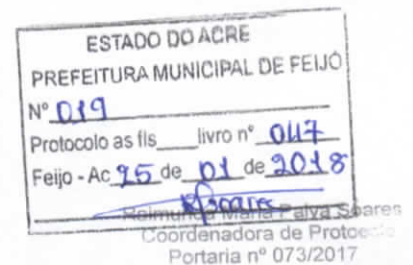 ESTADO DO ACRE
PREFEITURA MUNICIPAL DE FEIJÓ
Nº 019
Protocolo as fls____livro nº 047
Feijo - Ac 25 de 01 de 2018
Raimunda Maria Paiva Soares
Coordenadora de Protocolo
Portaria nº 073/2017